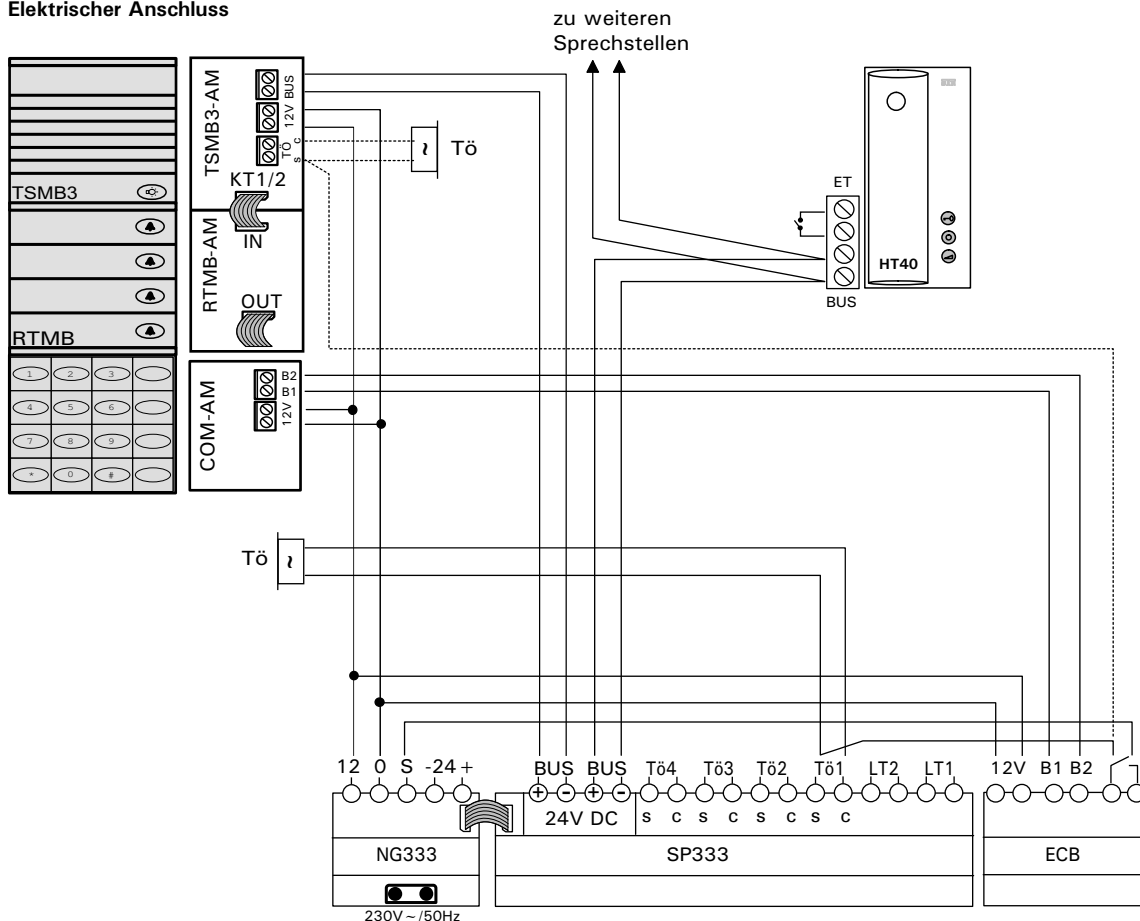 Elektrischer Anschluss
zu weiteren
Sprechstellen
TSMB3-AM
BUS
12V
TÖ
s c
KT1/2
Tö
TSMB3
IN
RTMB-AM
OUT
RTMB
ET
HT40
BUS
1 2 3
4 5 6
7 8 9
* 0 #
COM-AM
B2
B1
12V
Tö
12 0 S -24+
BUS BUS Tö4 Tö3 Tö2 Tö1 LT2 LT1
12V B1 B2
+ - + -
24V DC s c s c s c s c
NG333
SP333
ECB
230V~/50Hz